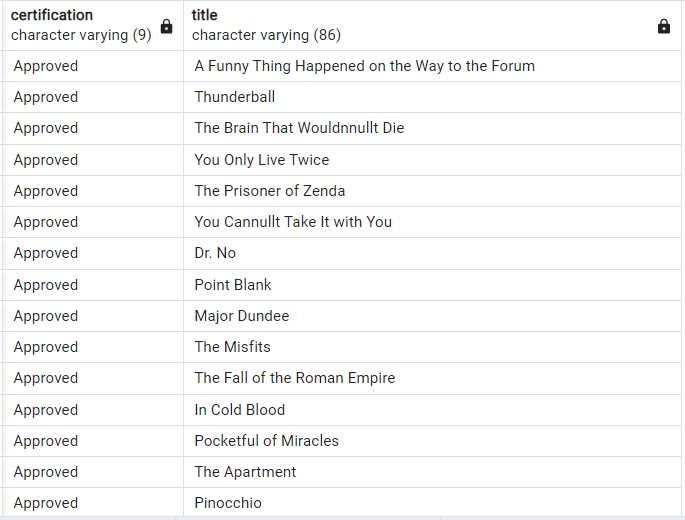 certification title
character varying (9) character varying (86)
Approved A Funny Thing Happened on the Way to the Forum
Approved Thunderball
Approved The Brain That Wouldnnullt Die
Approved You Only Live Twice
Approved The Prisoner of Zenda
Approved You Cannullt Take It with You
Approved Dr. No
Approved Point Blank
Approved Major Dundee
Approved The Misfits
Approved The Fall of the Roman Empire
Approved In Cold Blood
Approved Pocketful of Miracles
Approved The Apartment
Approved Pinocchio